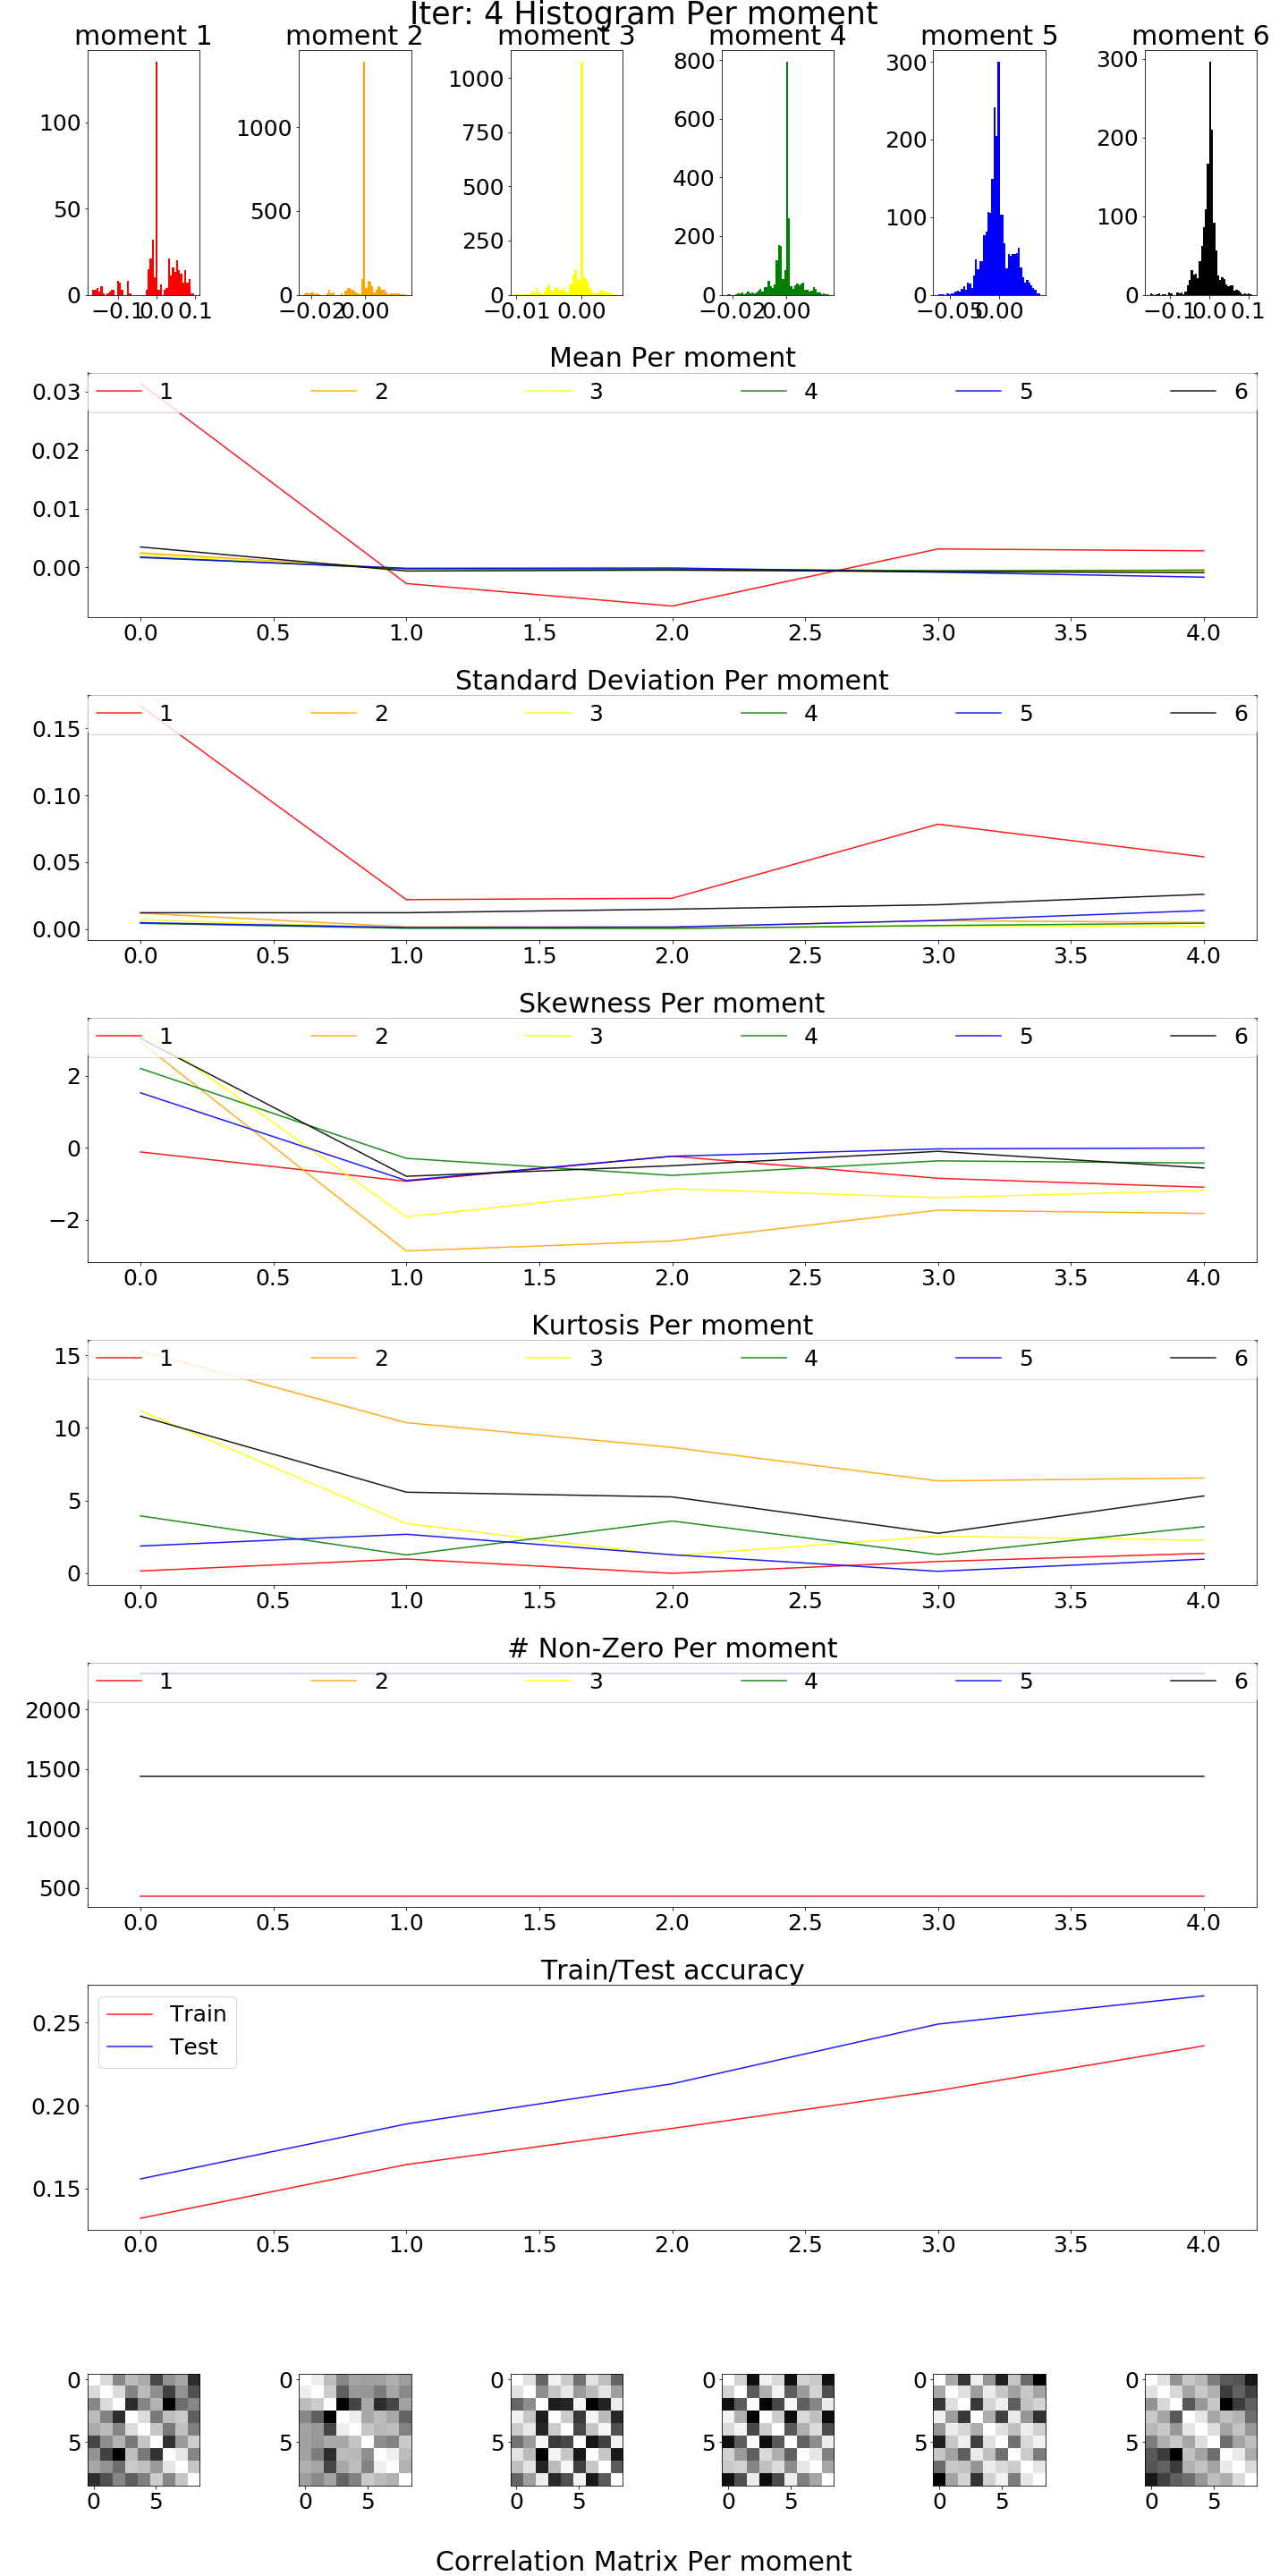 Iter: 4 Histogram Per moment
moment 1 moment 2 moment 3 moment 4 moment 5 moment 6
100
50
0
−0.1 0.0 0.1
1000
500
0
−0.02 0.00
1000
750
500
250
0
−0.01 0.00
800
600
400
200
0
−0.02 0.00
300
200
100
0
−0.05 0.00
300
200
100
0
−0.1 0.0 0.1
Mean Per moment
1 2 3 4 5 6
0.03
0.02
0.01
0.00
0.0 0.5 1.0 1.5 2.0 2.5 3.0 3.5 4.0
Standard Deviation Per moment
1 2 3 4 5 6
0.15
0.10
0.05
0.00
0.0 0.5 1.0 1.5 2.0 2.5 3.0 3.5 4.0
Skewness Per moment
1 2 3 4 5 6
2
0
−2
0.0 0.5 1.0 1.5 2.0 2.5 3.0 3.5 4.0
Kurtosis Per moment
1 2 3 4 5 6
15
10
5
0
0.0 0.5 1.0 1.5 2.0 2.5 3.0 3.5 4.0
# Non-Zero Per moment
1 2 3 4 5 6
2000
1500
1000
500
0.0 0.5 1.0 1.5 2.0 2.5 3.0 3.5 4.0
Train/Test accuracy
Train
Test
0.25
0.20
0.15
0.0 0.5 1.0 1.5 2.0 2.5 3.0 3.5 4.0
0 0 0 0 0 0
5 5 5 5 5 5
0 5 0 5 0 5 0 5 0 5 0 5
Correlation Matrix Per moment